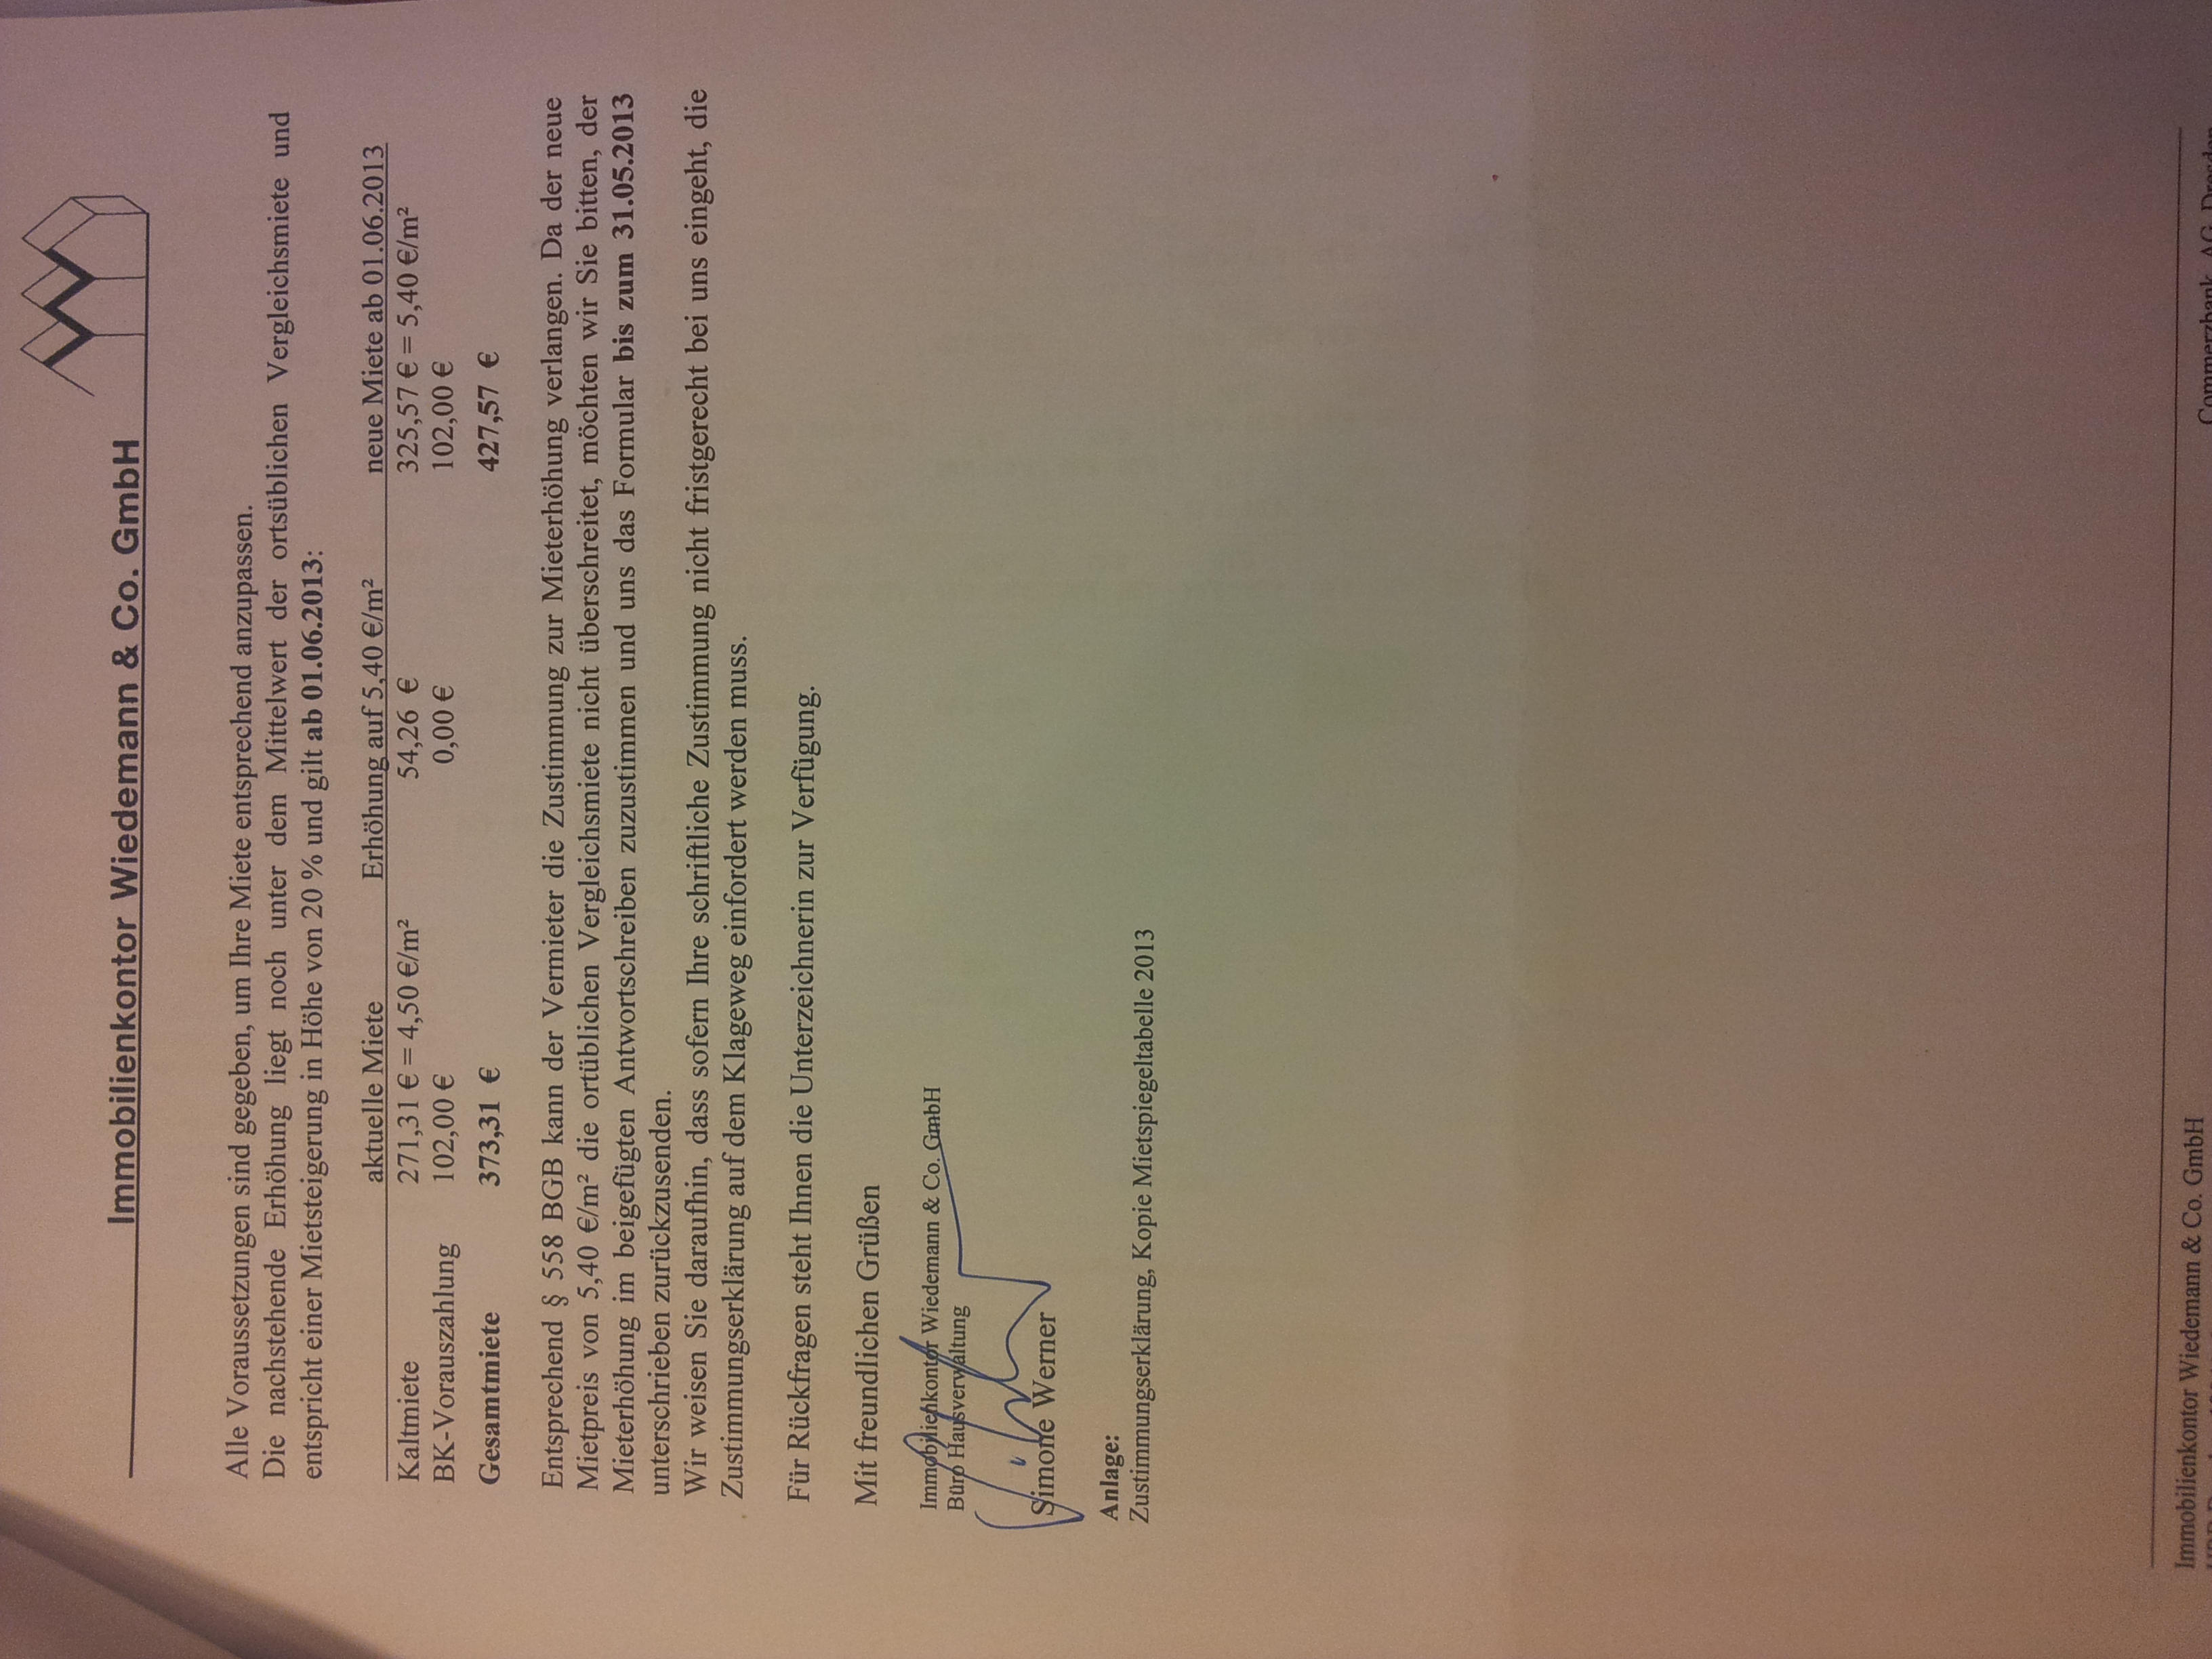 Immobilienkontor Wiedemann & Co. GmbH
Alle Voraussetzungen sind gegeben, um Ihre Miete entsprechend anzupassen.
Die nachstehende Erhöhung liegt noch unter dem Mittelwert der ortsüblichen Vergleichsmiete und
entspricht einer Mietsteigerung in Höhe von 20 % und gilt ab 01.06.2013:
aktuelle Miete Erhöhung auf 5,40 €/m² neue Miete ab 01.06.2013
Kaltmiete 271,31 € = 4,50 €/m² 54,26 € 325,57 € = 5,40 €/m²
BK-Vorauszahlung 102,00 € 0,00 € 102,00 €
Gesamtmiete 373,31 € 427,57 €
Entsprechend § 558 BGB kann der Vermieter die Zustimmung zur Mieterhöhung verlangen. Da der neue
Mietpreis von 5,40 €/m² die ortüblichen Vergleichsmiete nicht überschreitet, möchten wir Sie bitten, der
Mieterhöhung im beigefügten Antwortschreiben zuzustimmen und uns das Formular bis zum 31.05.2013
unterschrieben zurückzusenden.
Wir weisen Sie daraufhin, dass sofern Ihre schriftliche Zustimmung nicht fristgerecht bei uns eingeht, die
Zustimmungserklärung auf dem Klageweg einfordert werden muss.
Für Rückfragen steht Ihnen die Unterzeichnerin zur Verfügung.
Mit freundlichen Grüßen
Immobilienkontor Wiedemann & Co. GmbH
Büro Hausverwaltung
Simone Werner
Anlage:
Zustimmungserklärung, Kopie Mietspiegeltabelle 2013
Immobilienkontor Wiedemann & Co. GmbH
Commerzbank AG Dresden